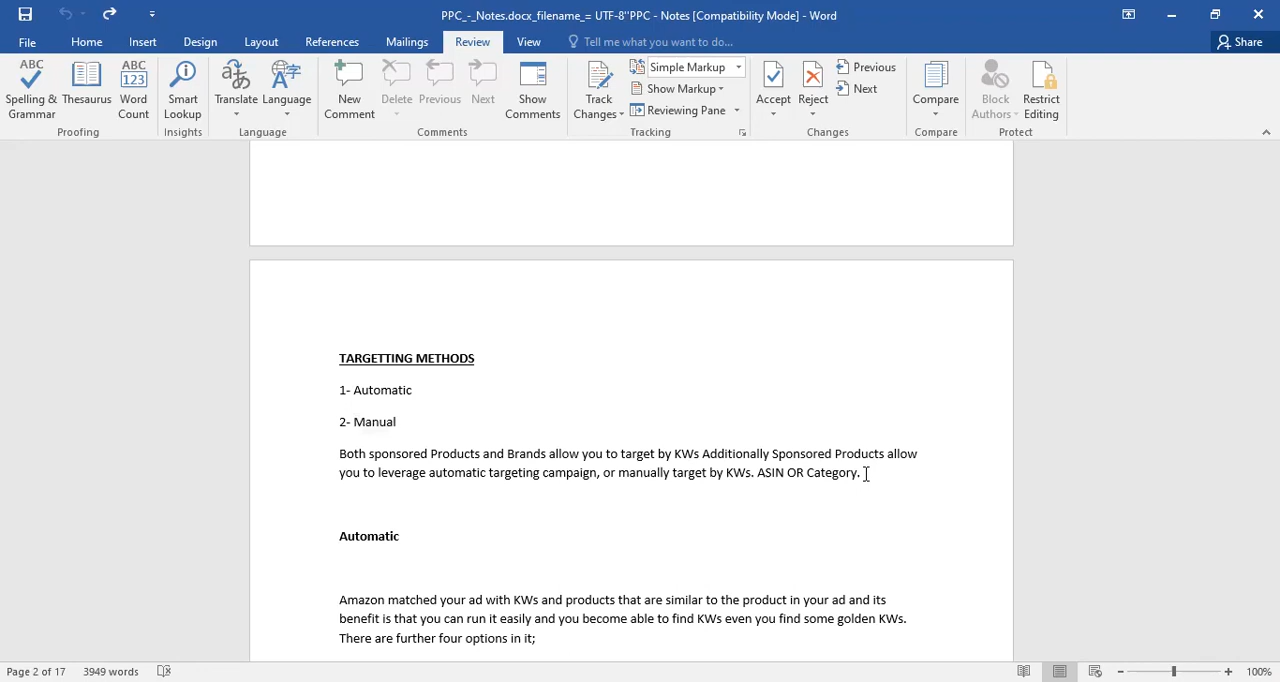 PPC_-_Notes.docx_filename_= UTF-8''PPC - Notes [Compatibility Mode] - Word
File Home Insert Design Layout References Mailings Review View Tell me what you want to do... Share
ABC
Spelling &
Grammar
Thesaurus
ABC
123
Word
Count
Proofing
Smart
Lookup
Insights
Translate
Language
Language
New
Comment
Delete
Previous
Next
Show
Comments
Comments
Track
Changes
Simple Markup
Show Markup
Reviewing Pane
Tracking
Accept
Reject
Previous
Next
Changes
Compare
Compare
Block
Authors
Restrict
Editing
Protect
TARGETTING METHODS
1- Automatic
2- Manual
Both sponsored Products and Brands allow you to target by KWs Additionally Sponsored Products allow
you to leverage automatic targeting campaign, or manually target by KWs. ASIN OR Category.
Automatic
Amazon matched your ad with KWs and products that are similar to the product in your ad and its
benefit is that you can run it easily and you become able to find KWs even you find some golden KWs.
There are further four options in it;
Page 2 of 17 3949 words 100%